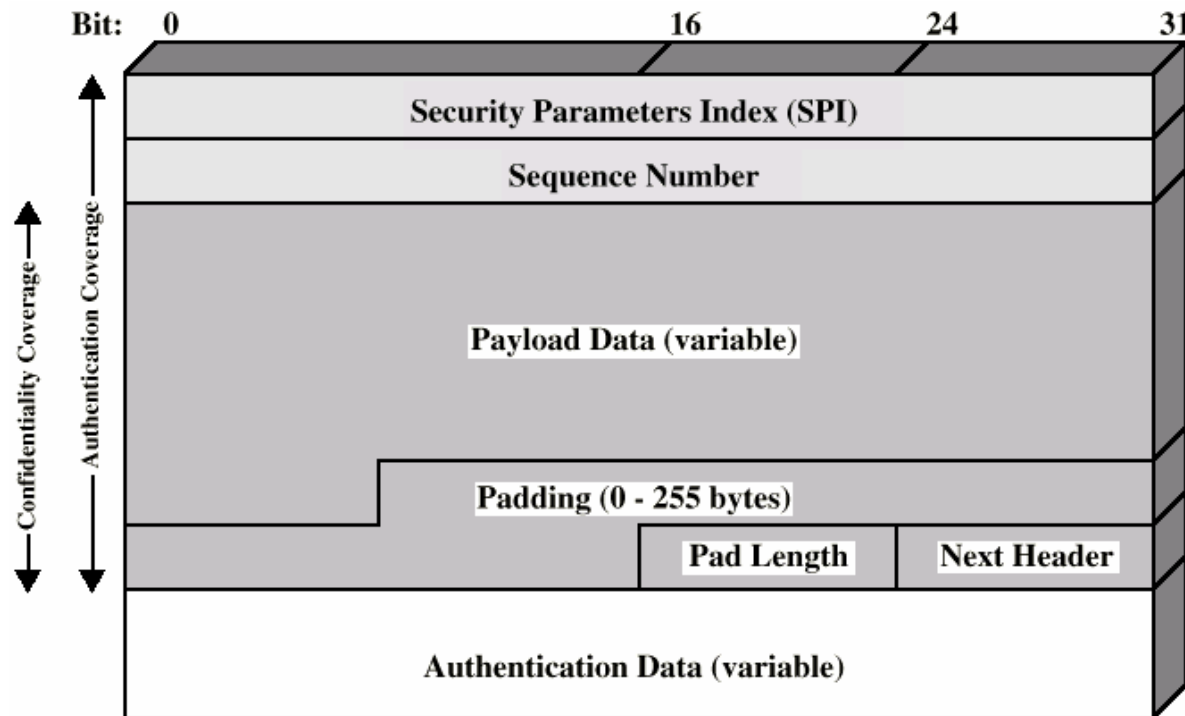 Bit: 0 16 24 31
Security Parameters Index (SPI)
Sequence Number
Confidentiality Coverage
Authentication Coverage
Payload Data (variable)
Padding (0 - 255 bytes)
Pad Length
Next Header
Authentication Data (variable)